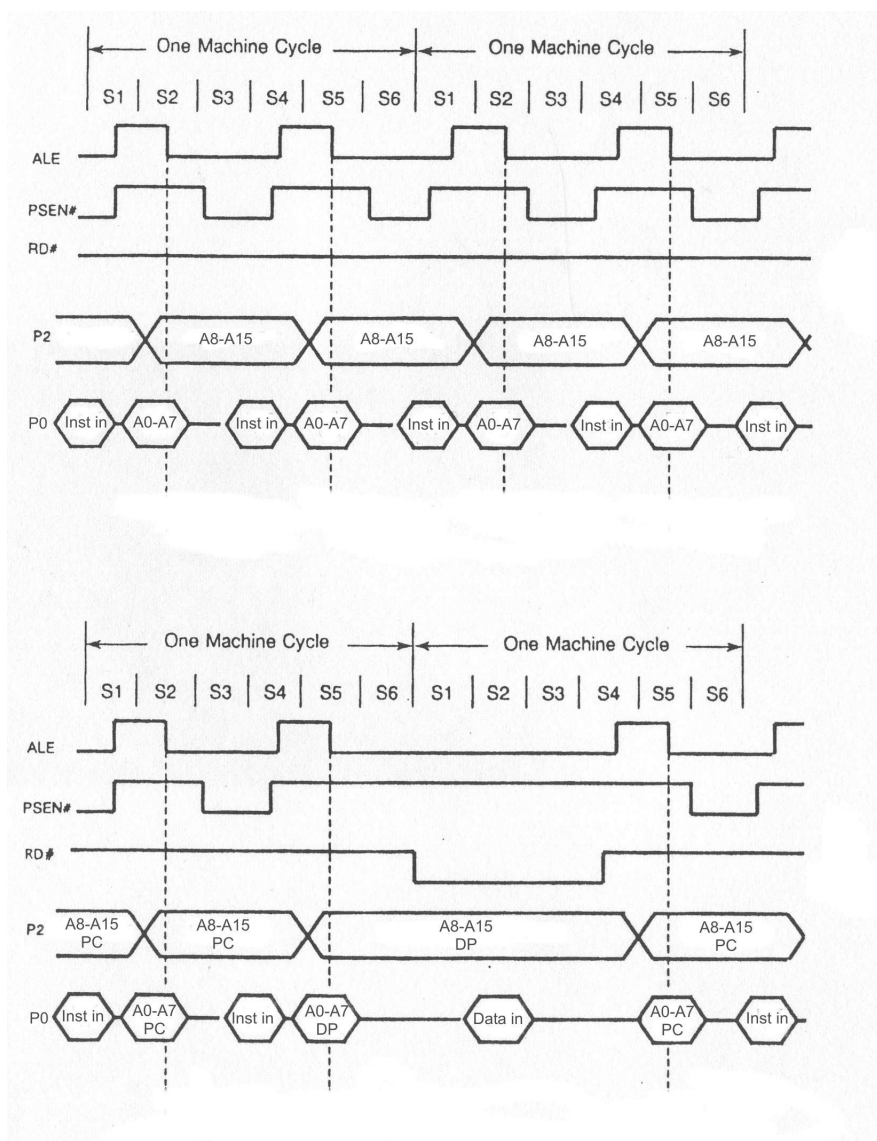 One Machine Cycle One Machine Cycle
S1 S2 S3 S4 S5 S6 S1 S2 S3 S4 S5 S6
ALE
PSEN#
RD#
P2 A8-A15 A8-A15 A8-A15 A8-A15
P0 Inst in A0-A7 Inst in A0-A7 Inst in A0-A7 Inst in A0-A7 Inst in
One Machine Cycle One Machine Cycle
S1 S2 S3 S4 S5 S6 S1 S2 S3 S4 S5 S6
ALE
PSEN#
RD#
P2 A8-A15 A8-A15 A8-A15 A8-A15
PC PC DP PC
P0 Inst in A0-A7 Inst in A0-A7 Data in A0-A7 Inst in
PC DP PC